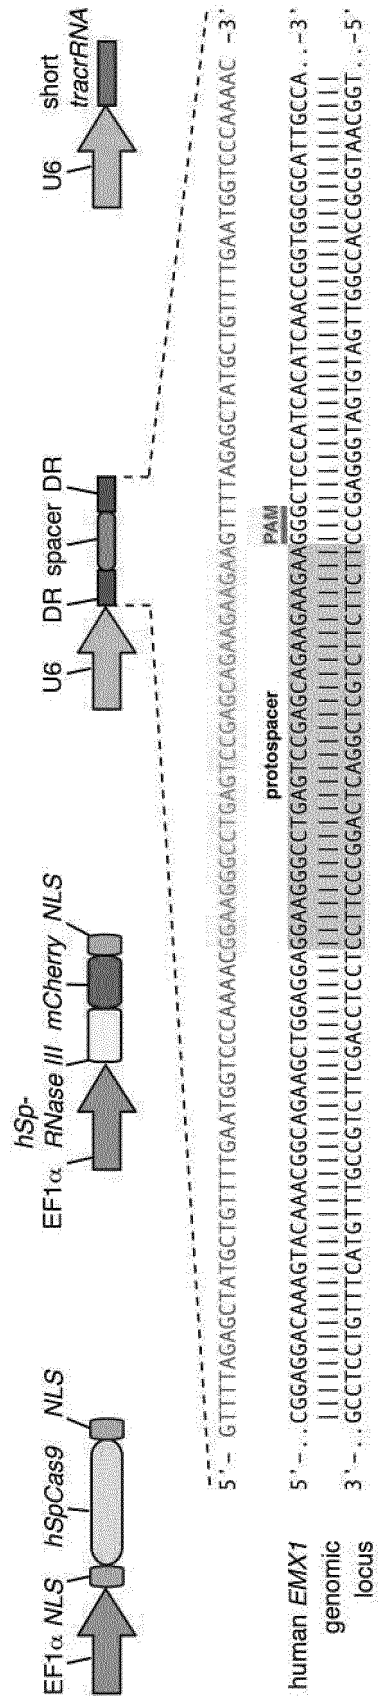 EF1α NLS hSpCas9 NLS
hSp-
EF1α RNase III mCherry NLS
U6 DR spacer DR
U6 short
tracrRNA
5'- GTTTTAGAGCTATGCTGTTTTGAATGGTCCCAAAACGGAAGGGCCTGAGTCCGAGCAGAAGAAGAAGTTTTAGAGCTATGCTGTTTTGAATGGTCCCAAAAC -3'
protospacer PAM
5'-..CGGAGGACAAAGTACAAACGGCAGAAGCTGGAGGAGGAAGGGCCTGAGTCCGAGCAGAAGAAGAAGGGCTCCCATCACATCAACCGGTGGCGCATTGCCA..-3'
3'-..GCCTCCTGTTTCATGTTTGCCGTCTTCGACCTCCTCCTTCCCGGACTCAGGCTCGTCTTCTTCTTCCCGAGGGTAGTGTAGTTGGCCACCGCGTAACGGT..-5'
human EMX1
genomic
locus